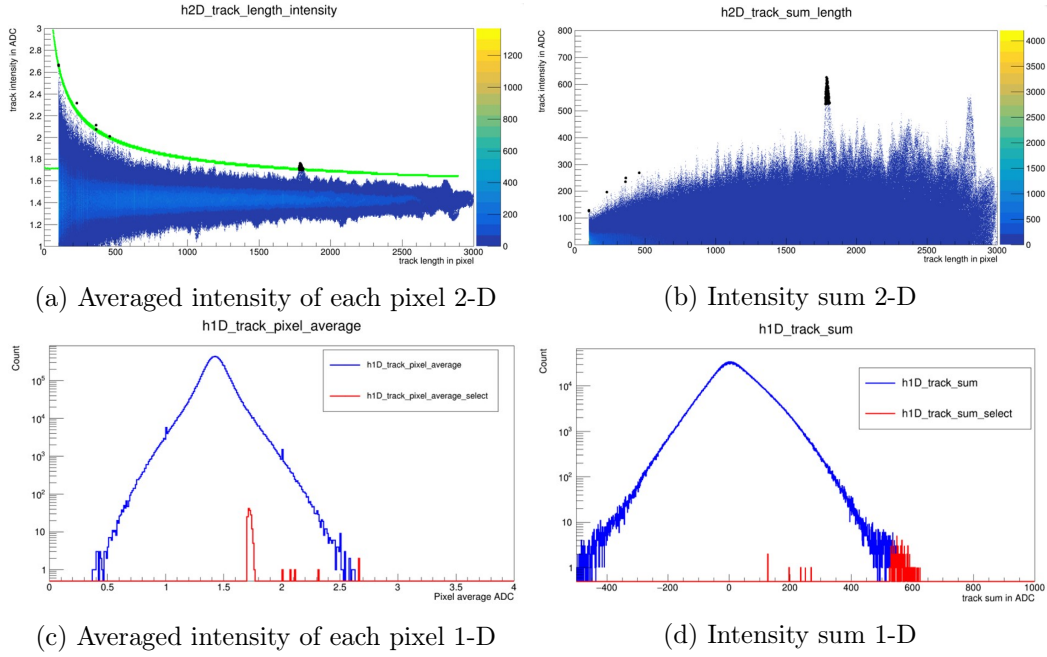 h2D_track_length_intensity
track intensity in ADC
3
2.8
2.6
2.4
2.2
2
1.8
1.6
1.4
1.2
1
0 500 1000 1500 2000 2500 3000
track length in pixel
1200
1000
800
600
400
200
0
(a) Averaged intensity of each pixel 2-D
h2D_track_sum_length
track intensity in ADC
800
700
600
500
400
300
200
100
0
0 500 1000 1500 2000 2500 3000
track length in pixel
4000
3500
3000
2500
2000
1500
1000
500
0
(b) Intensity sum 2-D
h1D_track_pixel_average
Count
10^5
10^4
10^3
10^2
10
1
h1D_track_pixel_average
h1D_track_pixel_average_select
0 0.5 1 1.5 2 2.5 3 3.5 4
Pixel average ADC
(c) Averaged intensity of each pixel 1-D
h1D_track_sum
Count
10^4
10^3
10^2
10
1
h1D_track_sum
h1D_track_sum_select
−400 −200 0 200 400 600 800 1000
track sum in ADC
(d) Intensity sum 1-D